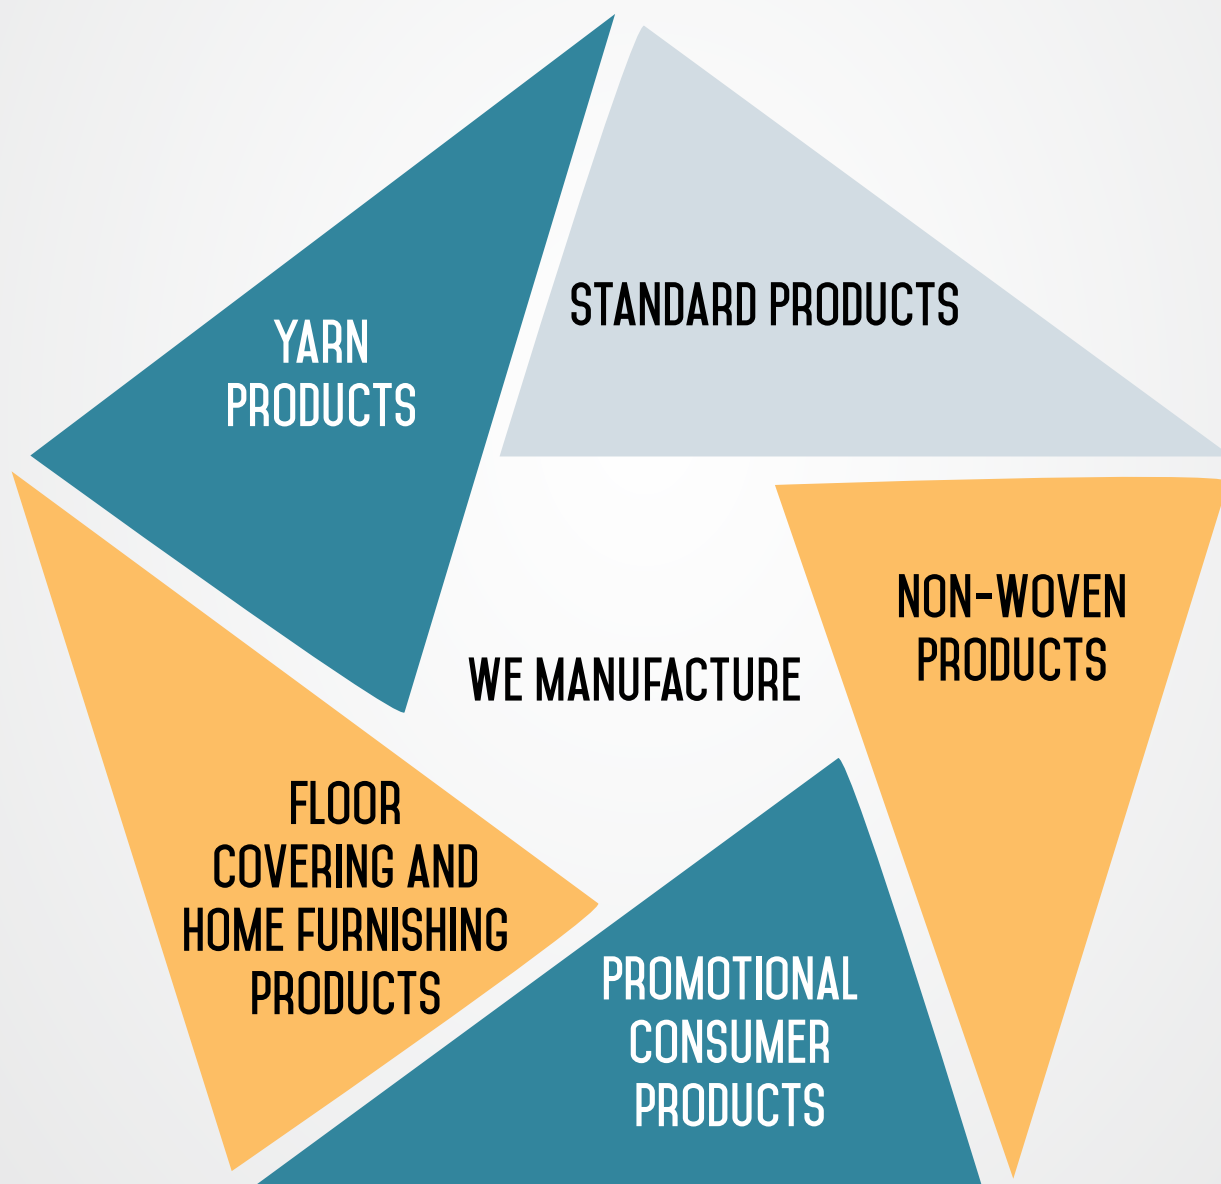 STANDARD PRODUCTS
YARN
PRODUCTS
NON-WOVEN
PRODUCTS
WE MANUFACTURE
FLOOR
COVERING AND
HOME FURNISHING
PRODUCTS
PROMOTIONAL
CONSUMER
PRODUCTS